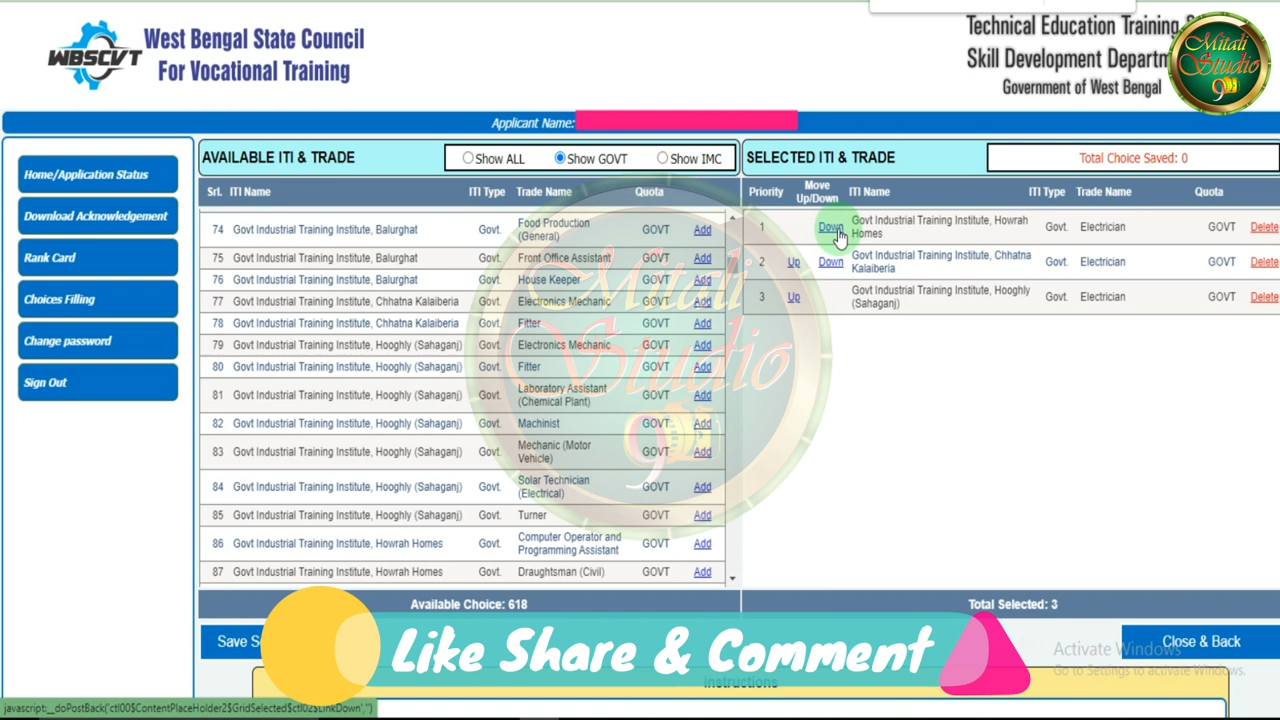 WBSCVT
West Bengal State Council
For Vocational Training
Technical Education Training
Skill Development Departm
Government of West Bengal
Mitali
Studio
9
Applicant Name:
Home/Application Status
Download Acknowledgement
Rank Card
Choices Filling
Change password
Sign Out
AVAILABLE ITI & TRADE
Show ALL Show GOVT Show IMC
Srl. ITI Name ITI Type Trade Name Quota
74 Govt Industrial Training Institute, Balurghat Govt. Food Production (General) GOVT Add
75 Govt Industrial Training Institute, Balurghat Govt. Front Office Assistant GOVT Add
76 Govt Industrial Training Institute, Balurghat Govt. House Keeper GOVT Add
77 Govt Industrial Training Institute, Chhatna Kalaiberia Govt. Electronics Mechanic GOVT Add
78 Govt Industrial Training Institute, Chhatna Kalaiberia Govt. Fitter GOVT Add
79 Govt Industrial Training Institute, Hooghly (Sahaganj) Govt. Electronics Mechanic GOVT Add
80 Govt Industrial Training Institute, Hooghly (Sahaganj) Govt. Fitter GOVT Add
81 Govt Industrial Training Institute, Hooghly (Sahaganj) Govt. Laboratory Assistant (Chemical Plant) GOVT Add
82 Govt Industrial Training Institute, Hooghly (Sahaganj) Govt. Machinist GOVT Add
83 Govt Industrial Training Institute, Hooghly (Sahaganj) Govt. Mechanic (Motor Vehicle) GOVT Add
84 Govt Industrial Training Institute, Hooghly (Sahaganj) Govt. Solar Technician (Electrical) GOVT Add
85 Govt Industrial Training Institute, Hooghly (Sahaganj) Govt. Turner GOVT Add
86 Govt Industrial Training Institute, Howrah Homes Govt. Computer Operator and Programming Assistant GOVT Add
87 Govt Industrial Training Institute, Howrah Homes Govt. Draughtsman (Civil) GOVT Add
Available Choice: 618
SELECTED ITI & TRADE
Total Choice Saved: 0
Priority Move Up/Down ITI Name ITI Type Trade Name Quota
1 Down Govt Industrial Training Institute, Howrah Homes Govt. Electrician GOVT Delete
2 Up Down Govt Industrial Training Institute, Chhatna Kalaiberia Govt. Electrician GOVT Delete
3 Up Govt Industrial Training Institute, Hooghly (Sahaganj) Govt. Electrician GOVT Delete
Total Selected: 3
Mitali
Studio
9
Save
Like Share & Comment
Close & Back
Activate Windows
Go to Settings to activate Windows.
Instructions
javascript:__doPostBack('ctl00$ContentPlaceHolder2$GridSelected$ctl02$LinkDown','')